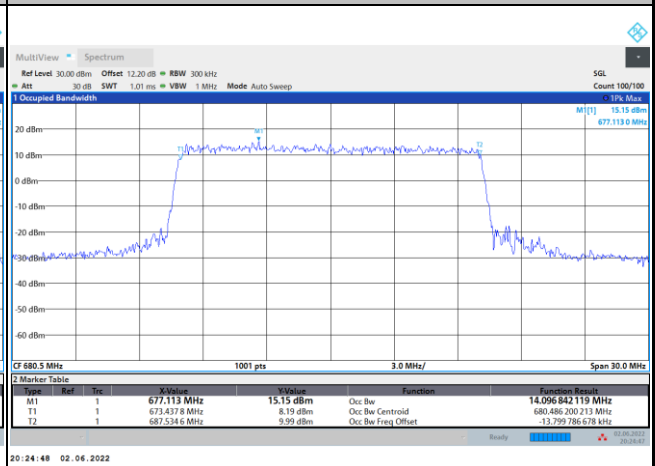 MultiView Spectrum
Ref Level 30.00 dBm Offset 12.20 dB RBW 300 kHz SGL
Att 30 dB SWT 1.01 ms VBW 1 MHz Mode Auto Sweep Count 100/100
1 Occupied Bandwidth 1Pk Max
M1[1] 15.15 dBm
677.113 0 MHz
20 dBm
M1
T1
T2
10 dBm
0 dBm
-10 dBm
-20 dBm
-30 dBm
-40 dBm
-50 dBm
-60 dBm
CF 680.5 MHz 1001 pts 3.0 MHz/ Span 30.0 MHz
2 Marker Table
Type Ref Trc X-Value Y-Value Function Function Result
M1 1 677.113 MHz 15.15 dBm Occ Bw 14.096 842 119 MHz
T1 1 673.437 8 MHz 8.19 dBm Occ Bw Centroid 680.486 200 213 MHz
T2 1 687.534 6 MHz 9.99 dBm Occ Bw Freq Offset -13.799 786 678 kHz
Ready 02.06.2022
20:24:47
20:24:48 02.06.2022